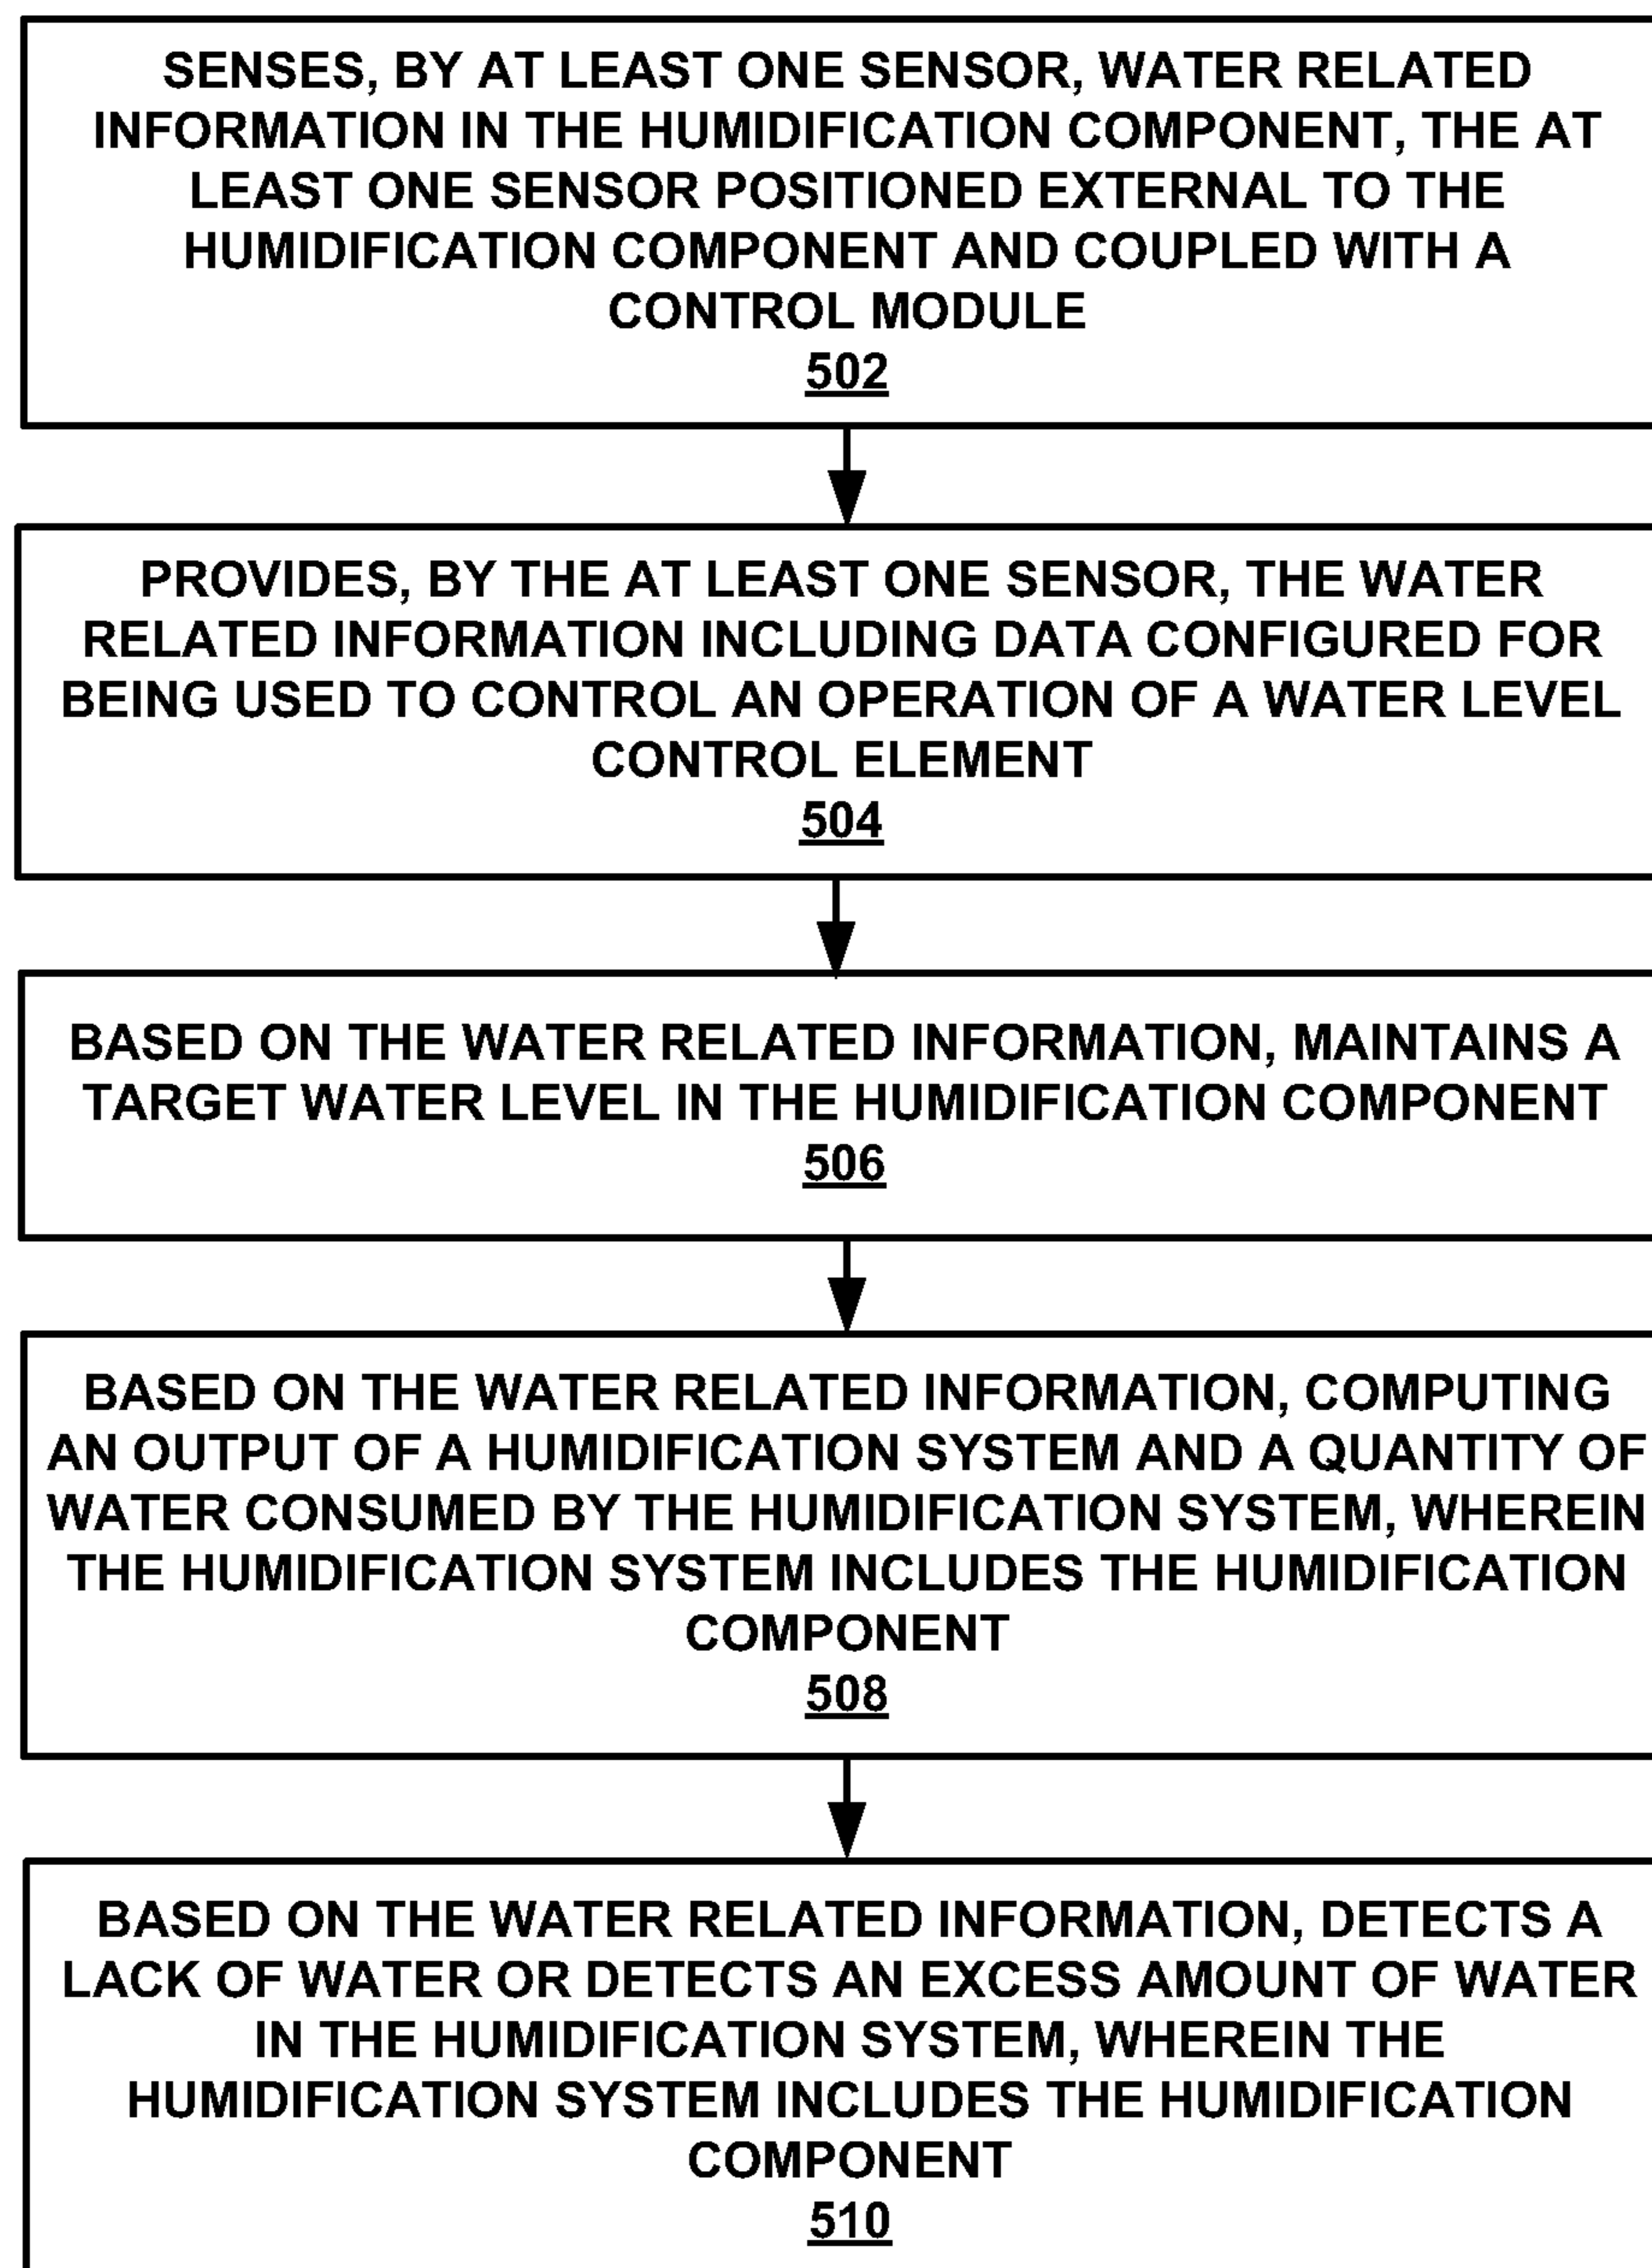 SENSES, BY AT LEAST ONE SENSOR, WATER RELATED
INFORMATION IN THE HUMIDIFICATION COMPONENT, THE AT
LEAST ONE SENSOR POSITIONED EXTERNAL TO THE
HUMIDIFICATION COMPONENT AND COUPLED WITH A
CONTROL MODULE
502
PROVIDES, BY THE AT LEAST ONE SENSOR, THE WATER
RELATED INFORMATION INCLUDING DATA CONFIGURED FOR
BEING USED TO CONTROL AN OPERATION OF A WATER LEVEL
CONTROL ELEMENT
504
BASED ON THE WATER RELATED INFORMATION, MAINTAINS A
TARGET WATER LEVEL IN THE HUMIDIFICATION COMPONENT
506
BASED ON THE WATER RELATED INFORMATION, COMPUTING
AN OUTPUT OF A HUMIDIFICATION SYSTEM AND A QUANTITY OF
WATER CONSUMED BY THE HUMIDIFICATION SYSTEM, WHEREIN
THE HUMIDIFICATION SYSTEM INCLUDES THE HUMIDIFICATION
COMPONENT
508
BASED ON THE WATER RELATED INFORMATION, DETECTS A
LACK OF WATER OR DETECTS AN EXCESS AMOUNT OF WATER
IN THE HUMIDIFICATION SYSTEM, WHEREIN THE
HUMIDIFICATION SYSTEM INCLUDES THE HUMIDIFICATION
COMPONENT
510